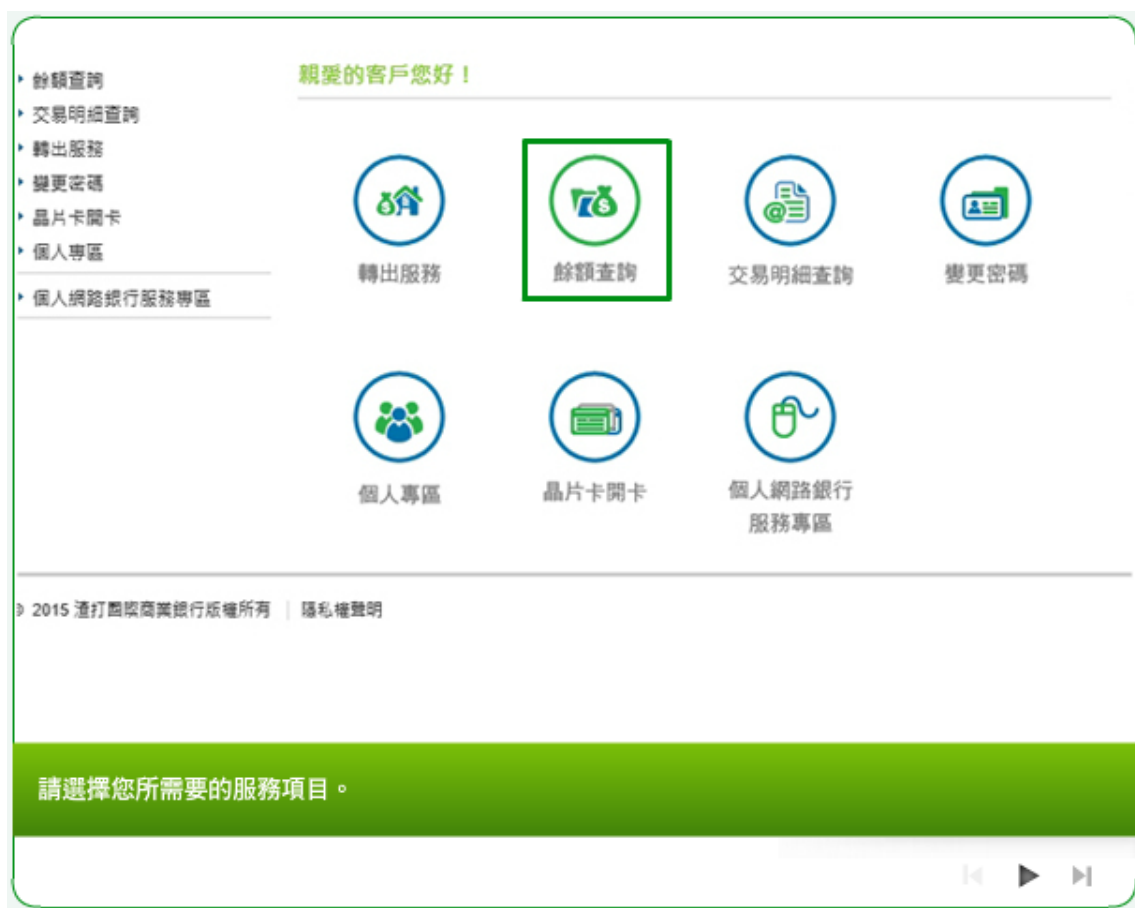 餘額查詢
交易明細查詢
轉出服務
變更密碼
晶片卡開卡
個人專區
個人網路銀行服務專區
親愛的客戶您好！
轉出服務
餘額查詢
交易明細查詢
變更密碼
個人專區
晶片卡開卡
個人網路銀行
服務專區
© 2015 渣打國際商業銀行版權所有 | 隱私權聲明
請選擇您所需要的服務項目。